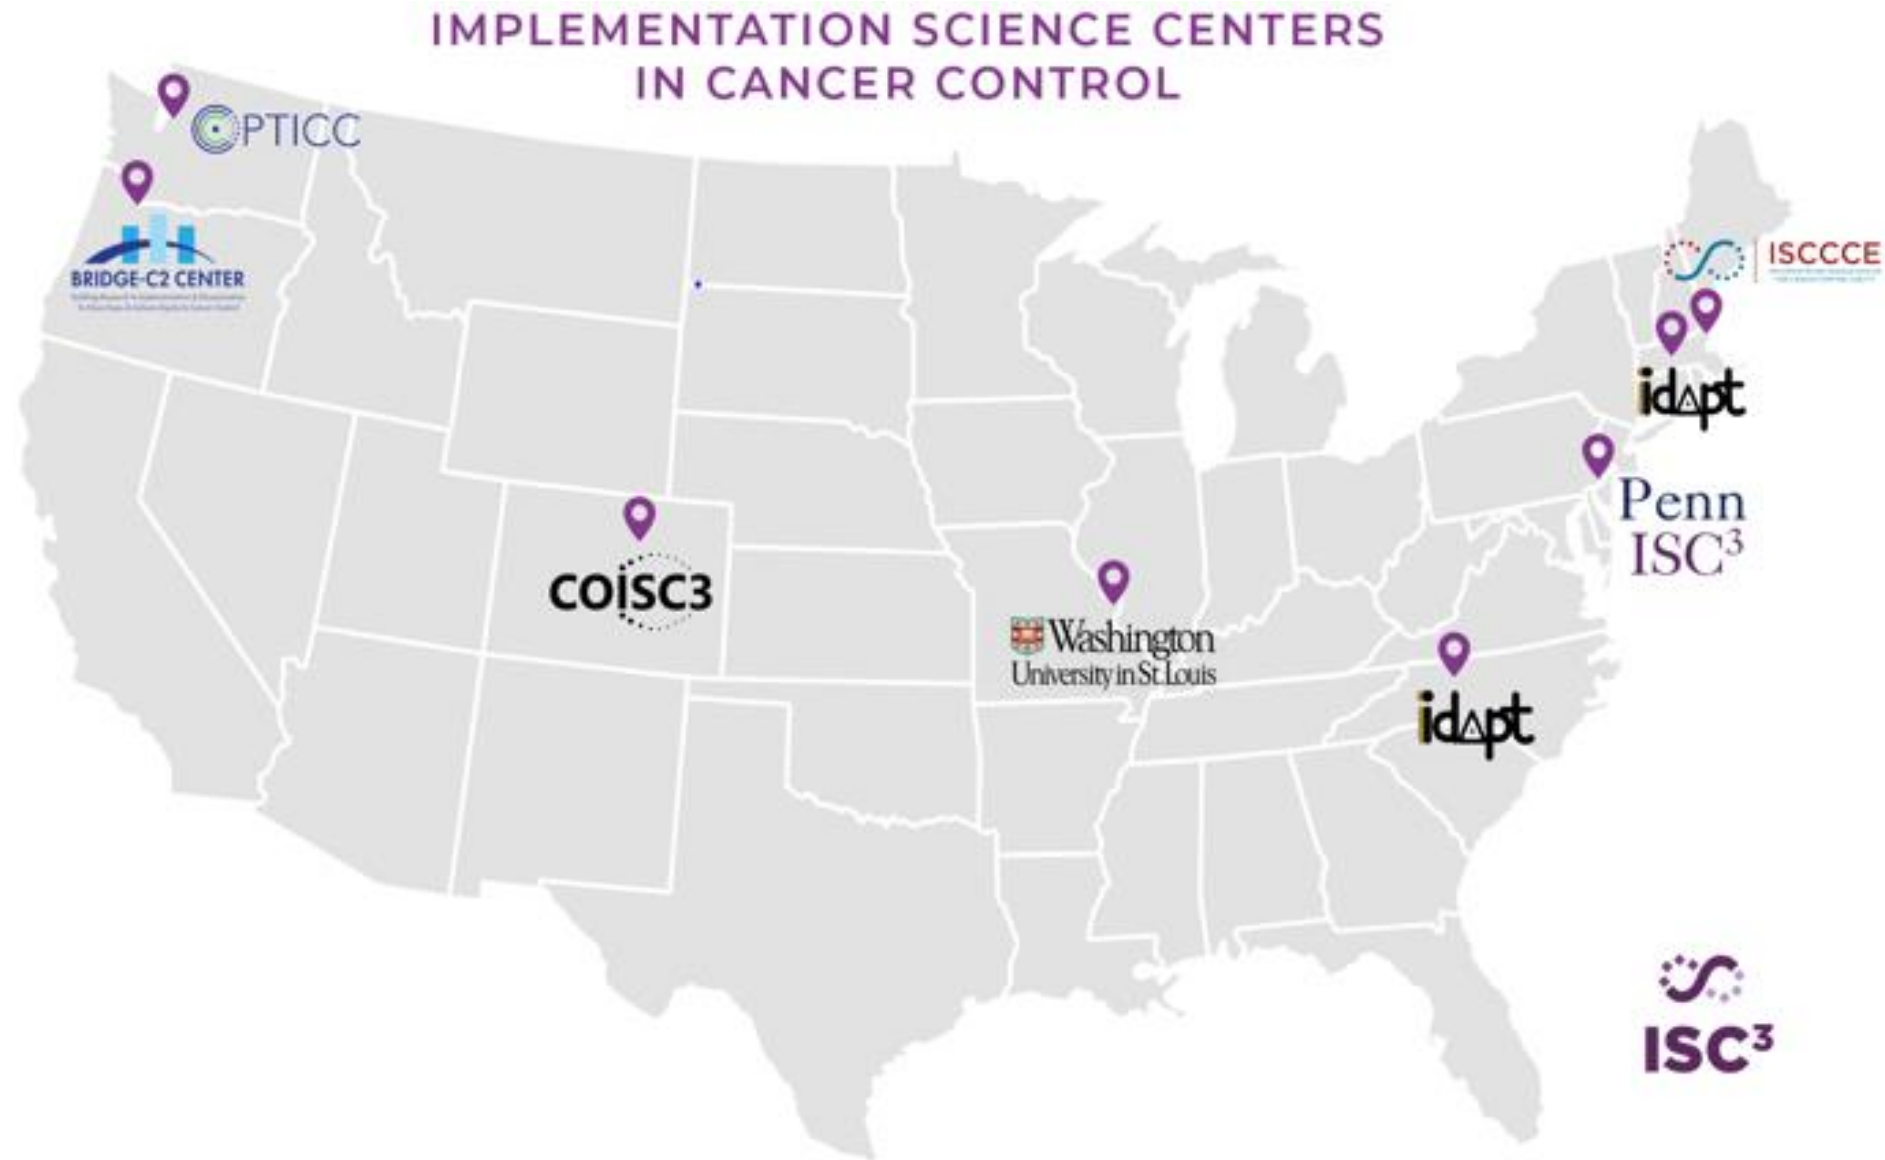 IMPLEMENTATION SCIENCE CENTERS
IN CANCER CONTROL
OPTICC
BRIDGE-C2 CENTER
ISCCCE
idapt
Penn
ISC³
COISC3
Washington
University in St. Louis
idapt
ISC³